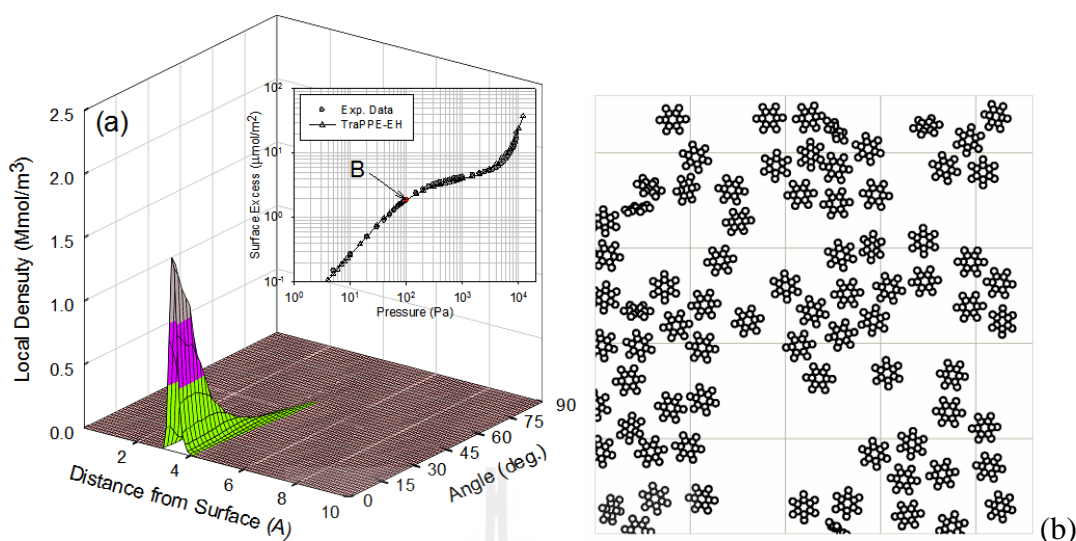 (a)
Local Densuty (Mmol/m3)
2.5
2.0
1.5
1.0
0.5
0.0
2
4
6
8
10
Distance from Surface (A)
0
15
30
45
60
75
90
Angle (deg.)
Exp. Data
TraPPE-EH
B
Surface Excess (μmol/m²)
10²
10¹
10⁰
10⁻¹
10⁰
10¹
10²
10³
10⁴
Pressure (Pa)
(b)